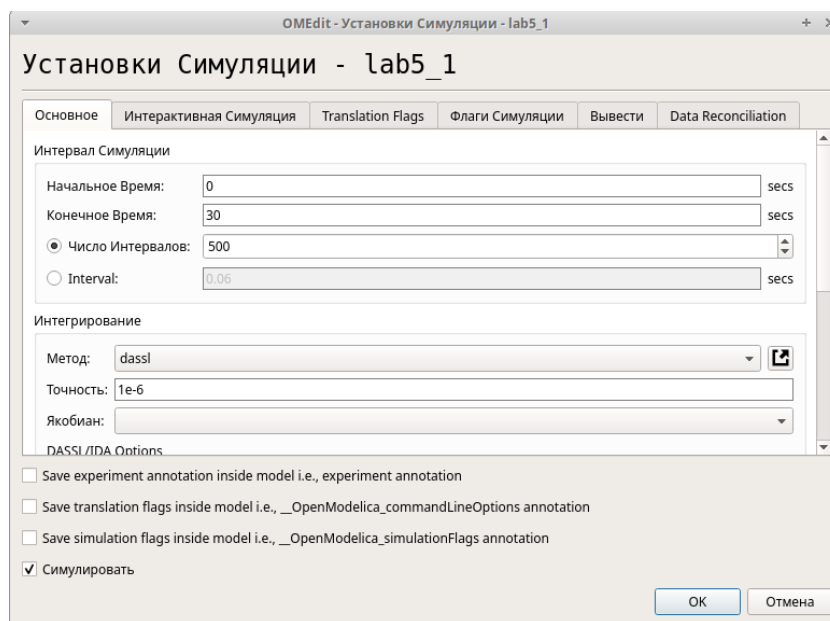 OMEdit - Установки Симуляции - lab5_1
Установки Симуляции - lab5_1
Основное Интерактивная Симуляция Translation Flags Флаги Симуляции Вывести Data Reconciliation
Интервал Симуляции
Начальное Время: 0 secs
Конечное Время: 30 secs
Число Интервалов: 500
Interval: 0.06 secs
Интегрирование
Метод: dassl
Точность: 1e-6
Якобиан:
DASSL/IDA Options
Save experiment annotation inside model i.e., experiment annotation
Save translation flags inside model i.e., __OpenModelica_commandLineOptions annotation
Save simulation flags inside model i.e., __OpenModelica_simulationFlags annotation
Симулировать
OK Отмена